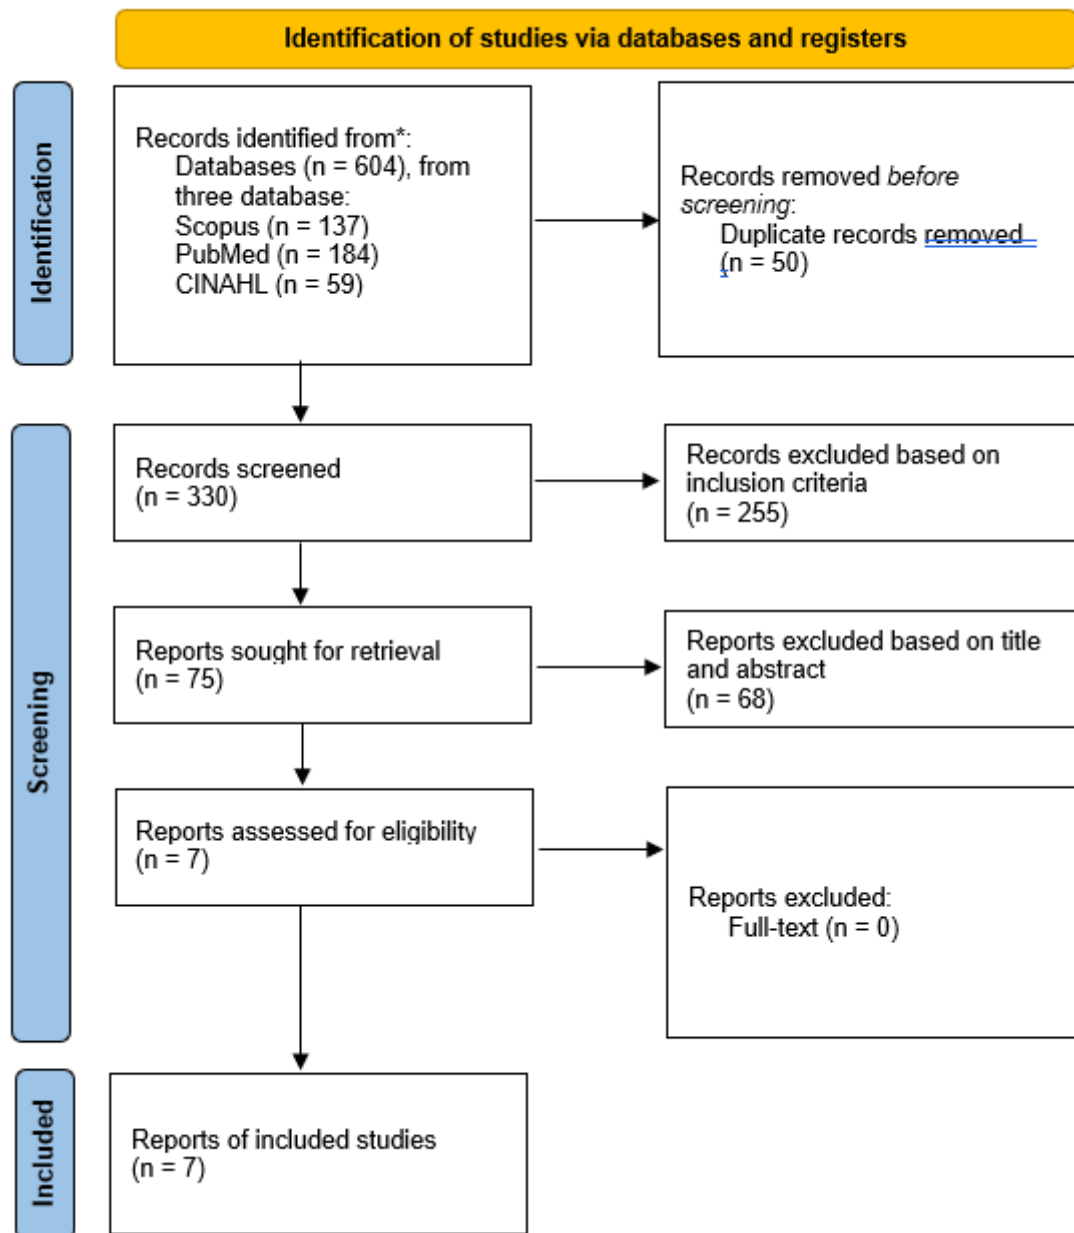 Identification of studies via databases and registers
Identification
Records identified from*:
Databases (n = 604), from
three database:
Scopus (n = 137)
PubMed (n = 184)
CINAHL (n = 59)
Records removed before
screening:
Duplicate records removed
(n = 50)
Screening
Records screened
(n = 330)
Records excluded based on
inclusion criteria
(n = 255)
Reports sought for retrieval
(n = 75)
Reports excluded based on title
and abstract
(n = 68)
Reports assessed for eligibility
(n = 7)
Reports excluded:
Full-text (n = 0)
Included
Reports of included studies
(n = 7)